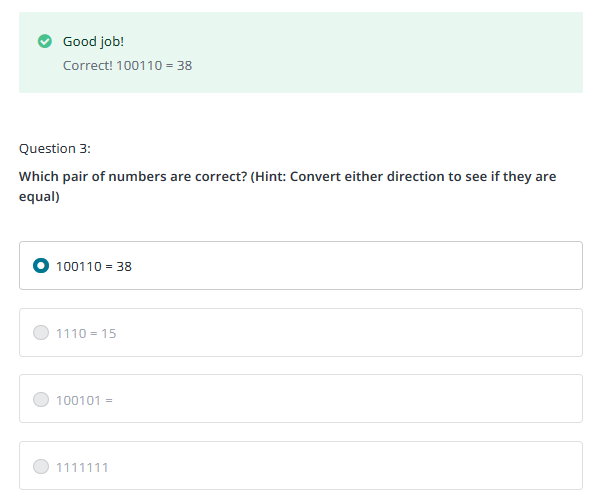 Good job!
Correct! 100110 = 38
Question 3:
Which pair of numbers are correct? (Hint: Convert either direction to see if they are
equal)
100110 = 38
1110 = 15
100101 =
1111111